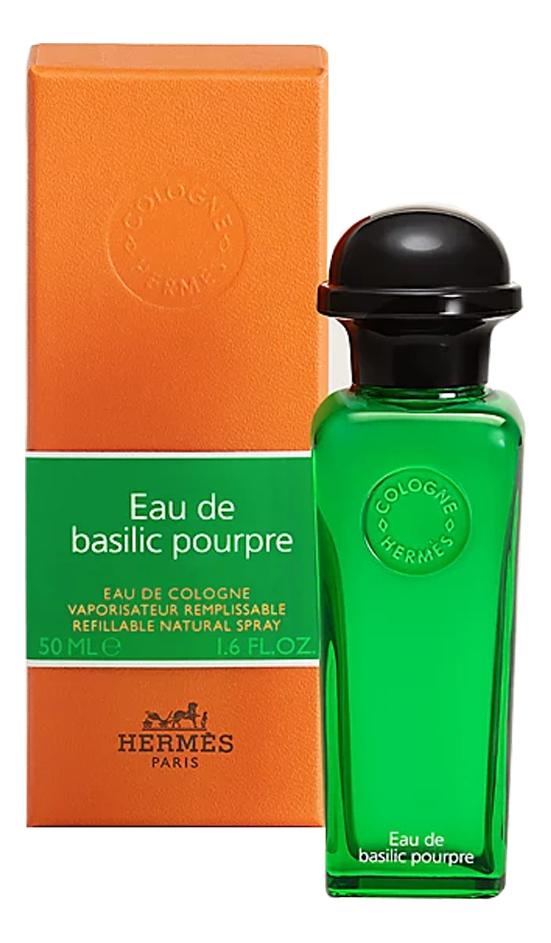 COLOGNE
HERMÈS
Eau de
basilic pourpre
EAU DE COLOGNE
VAPORISATEUR REMPLISSABLE
REFILLABLE NATURAL SPRAY
50 ML ℮ 1.6 FL.OZ.
HERMÈS
PARIS
COLOGNE
HERMÈS
Eau de
basilic pourpre